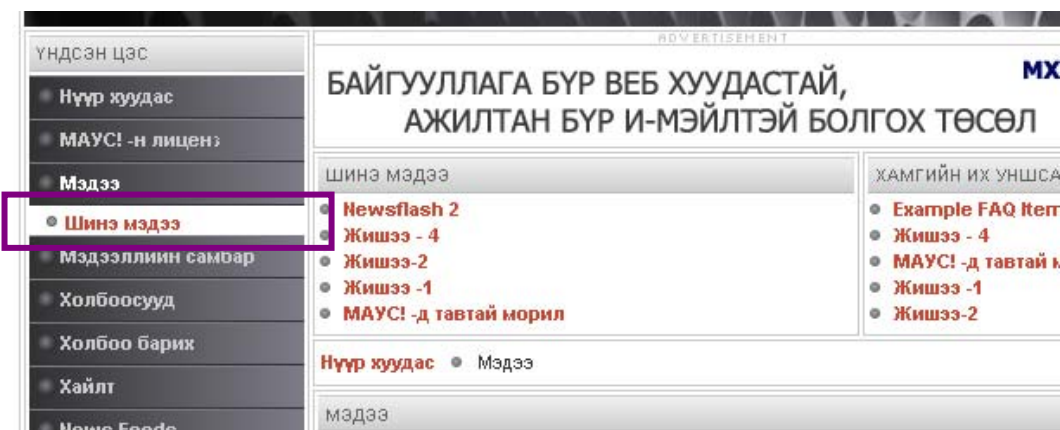 ADVERTISEMENT
ҮНДСЭН ЦЭС
Нүүр хуудас
МАУС! -н лиценз
Мэдээ
Шинэ мэдээ
Мэдээллийн самбар
Холбоосууд
Холбоо барих
Хайлт
News Feeds
БАЙГУУЛЛАГА БҮР ВЕБ ХУУДАСТАЙ,
АЖИЛТАН БҮР И-МЭЙЛТЭЙ БОЛГОХ ТӨСӨЛ
МХ
ШИНЭ МЭДЭЭ
Newsflash 2
Жишээ - 4
Жишээ-2
Жишээ -1
МАУС! -д тавтай морил
ХАМГИЙН ИХ УНШСА
Example FAQ Item
Жишээ - 4
МАУС! -д тавтай м
Жишээ -1
Жишээ-2
Нүүр хуудас Мэдээ
МЭДЭЭ